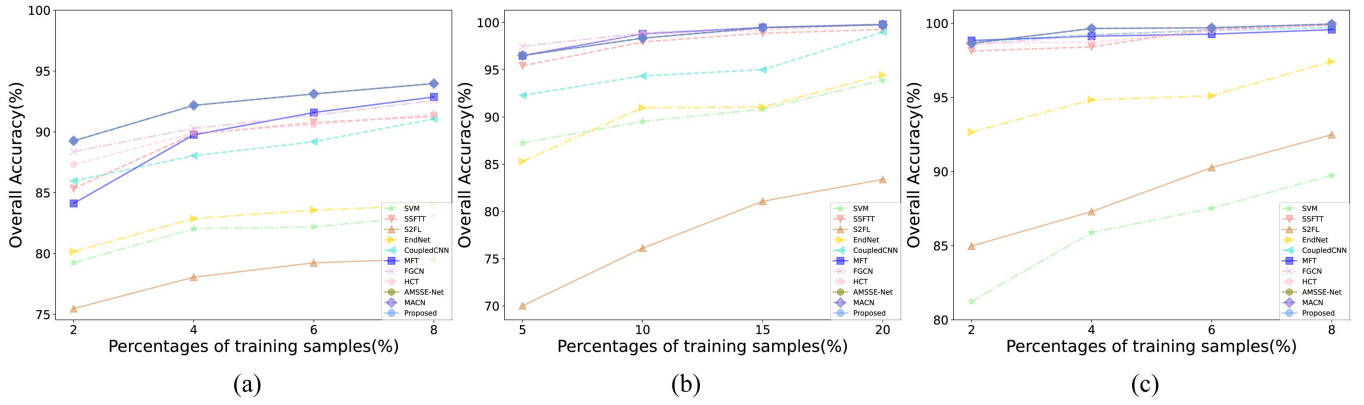 Overall Accuracy(%)
100
95
90
85
80
75
2
4
6
8
Percentages of training samples(%)
SVM
SSFTT
S2FL
EndNet
CoupledCNN
MFT
FGCN
HCT
AMSSE-Net
MACN
Proposed
(a)
Overall Accuracy(%)
100
95
90
85
80
75
70
5
10
15
20
Percentages of training samples(%)
SVM
SSFTT
S2FL
EndNet
CoupledCNN
MFT
FGCN
HCT
AMSSE-Net
MACN
Proposed
(b)
Overall Accuracy(%)
100
95
90
85
80
2
4
6
8
Percentages of training samples(%)
SVM
SSFTT
S2FL
EndNet
CoupledCNN
MFT
FGCN
HCT
AMSSE-Net
MACN
Proposed
(c)